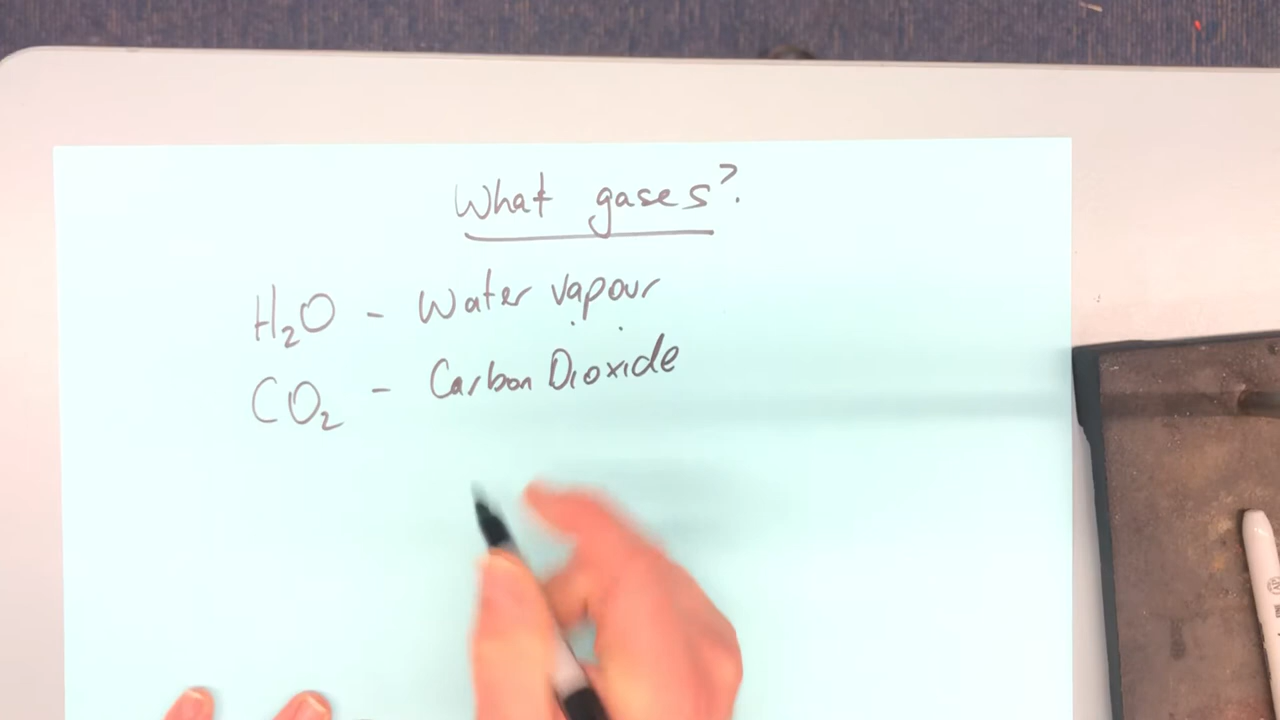 What gases?
H₂O - Water vapour
CO₂ - Carbon Dioxide